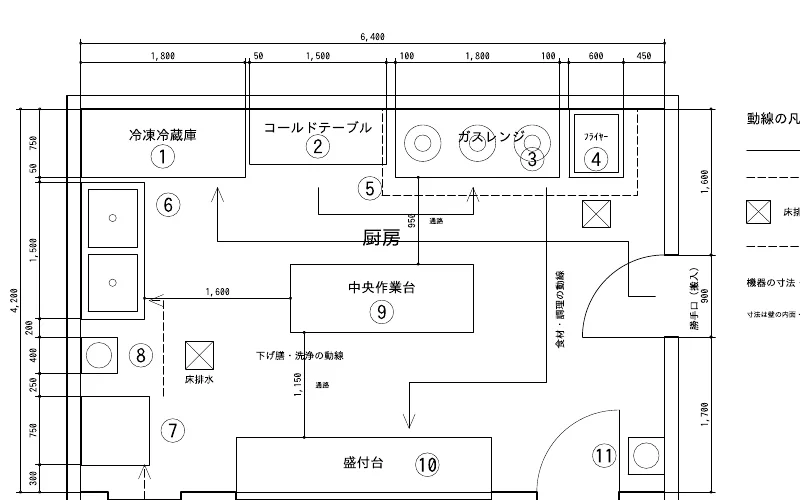 6,400
1,800
50
1,500
100
1,800
100
600
450
冷凍冷蔵庫
①
コールドテーブル
②
ガスレンジ
③
フライヤー
④
⑤
⑥
厨房
950
通路
1,600
中央作業台
⑨
食材・調理の動線
勝手口（搬入）
900
⑧
床排水
下げ膳・洗浄の動線
1,150
通路
⑦
盛付台
⑩
⑪
750
50
1,500
4,200
200
400
250
750
300
1,600
1,700
動線の凡
床排
機器の寸法・
寸法は壁の内面・